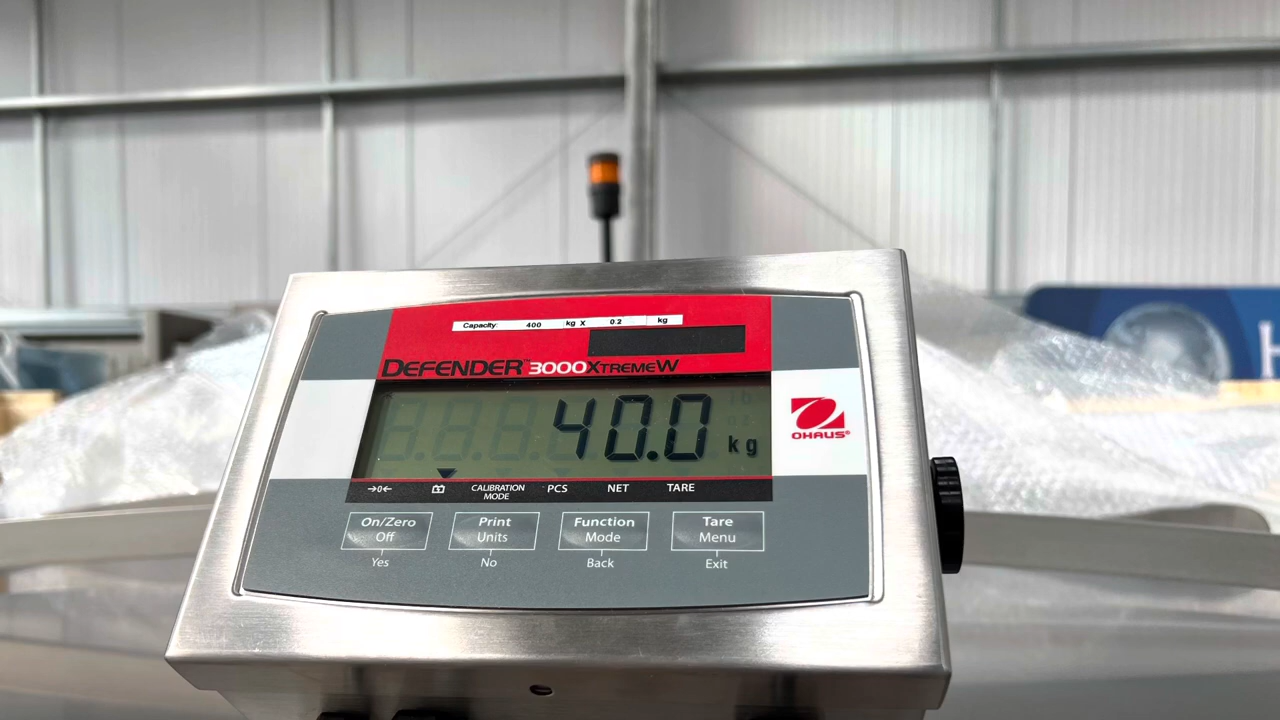 Capacity: 400 kg X 0.2 kg
DEFENDER™ 3000XTREMEW
40.0 kg
OHAUS®
→0← CALIBRATION MODE PCS NET TARE
On/Zero Off
Print Units
Function Mode
Tare Menu
Yes No Back Exit
H